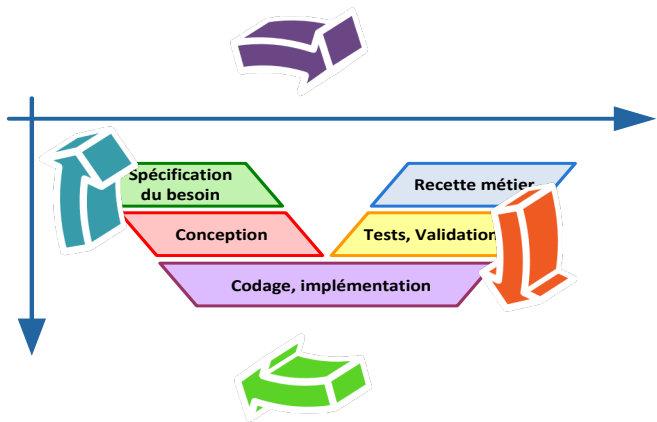 Spécification
du besoin
Recette métier
Conception
Tests, Validation
Codage, implémentation